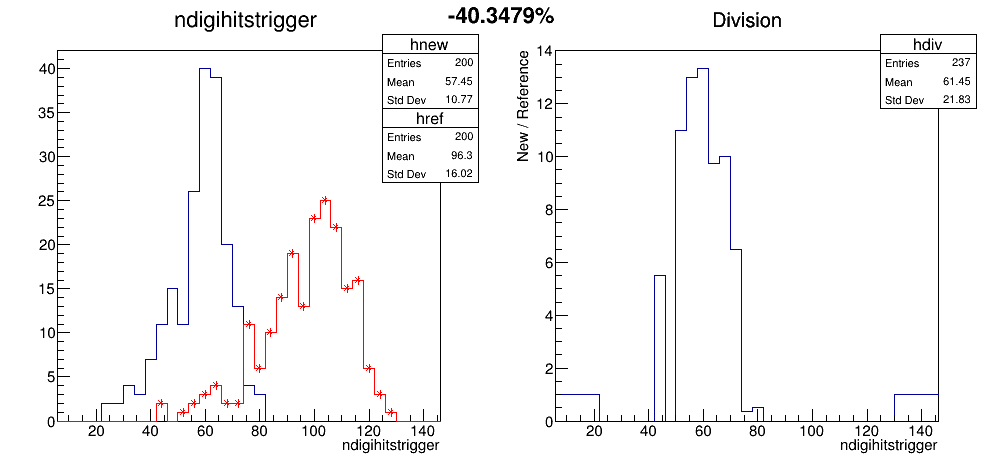 -40.3479%
ndigihitstrigger
hnew
Entries 200
Mean 57.45
Std Dev 10.77
href
Entries 200
Mean 96.3
Std Dev 16.02
40
35
30
25
20
15
10
5
0
20 40 60 80 100 120 140
ndigihitstrigger
Division
hdiv
Entries 237
Mean 61.45
Std Dev 21.83
New / Reference
14
12
10
8
6
4
2
0
20 40 60 80 100 120 140
ndigihitstrigger